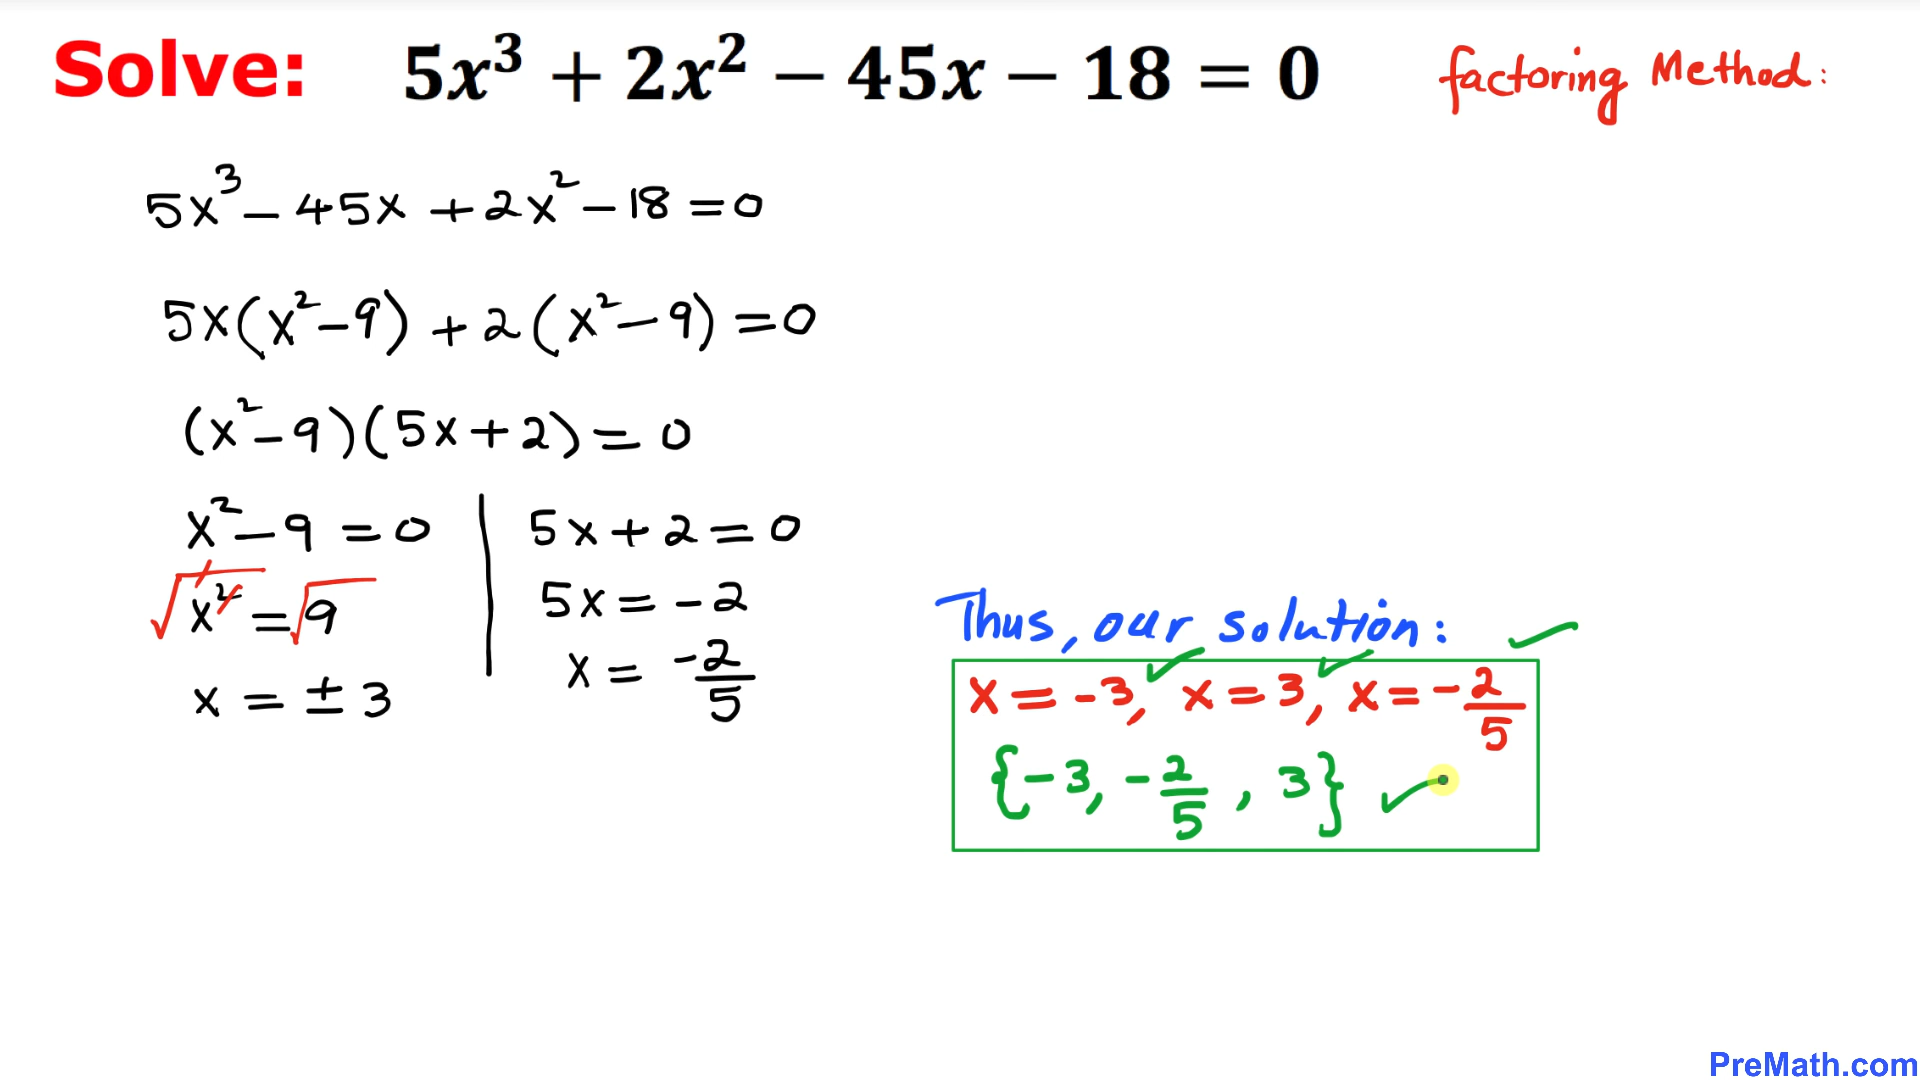 Solve: 5x³ + 2x² − 45x − 18 = 0 factoring Method:
5x³ − 45x + 2x² − 18 = 0
5x(x² − 9) + 2(x² − 9) = 0
(x² − 9)(5x + 2) = 0
x² − 9 = 0
√x² = √9
x = ± 3
5x + 2 = 0
5x = −2
x = −2/5
Thus, our solution:
x = −3, x = 3, x = −2/5
{−3, −2/5, 3}
PreMath.com